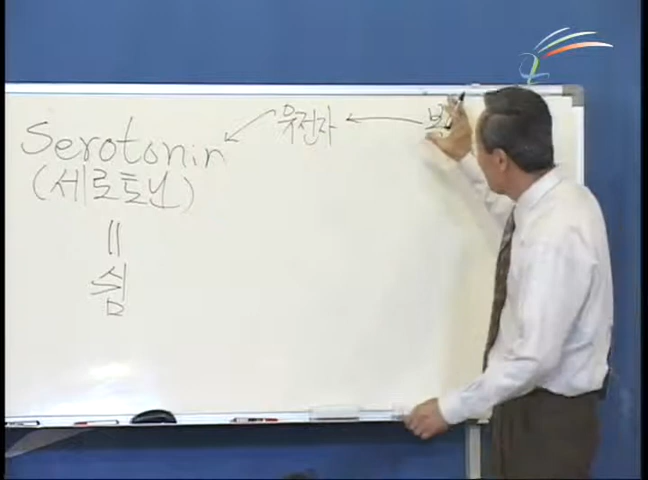 Serotonin 유전자
(세로토닌)
=
쉼